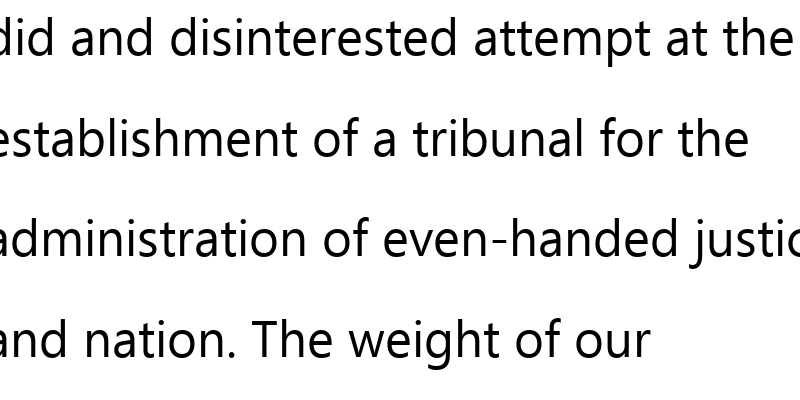 did and disinterested attempt at the
establishment of a tribunal for the
administration of even-handed justic
and nation. The weight of our